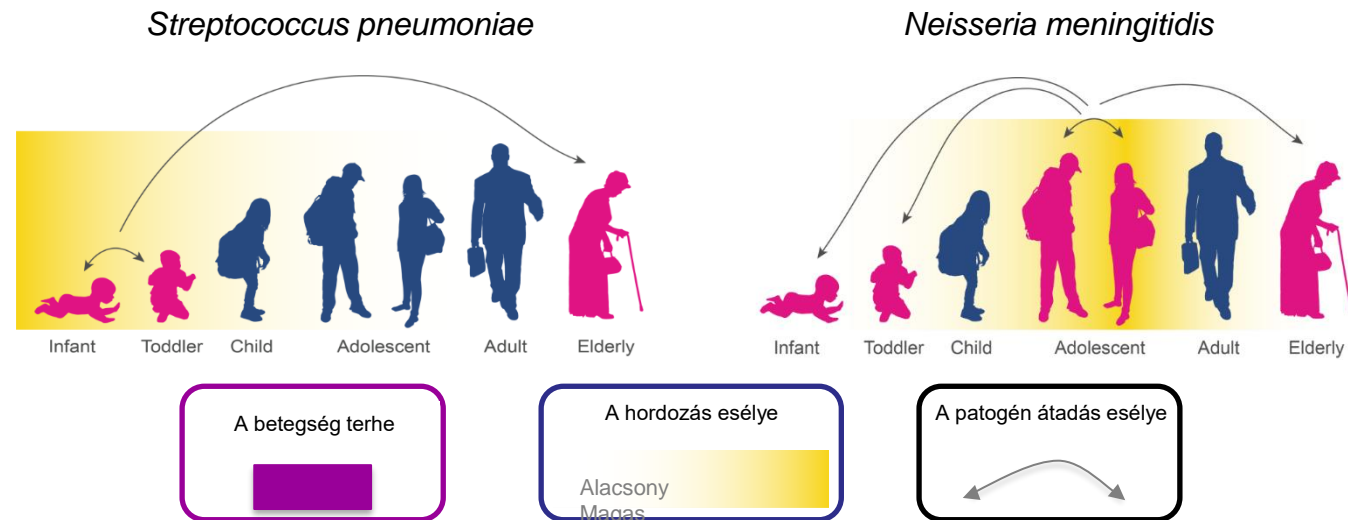 Streptococcus pneumoniae
Neisseria meningitidis
Infant Toddler Child Adolescent Adult Elderly
Infant Toddler Child Adolescent Adult Elderly
A betegség terhe
A hordozás esélye
Alacsony
Magas
A patogén átadás esélye